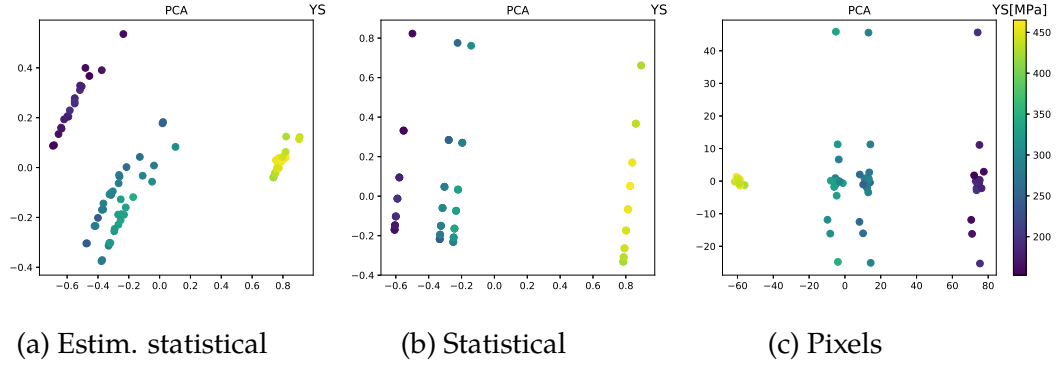 PCA YS PCA YS PCA YS[MPa]
0.6 0.8 40 450
0.4 0.6 30 400
0.2 0.4 20 350
0.0 0.2 10 300
−0.2 0.0 0 250
−0.4 −0.2 −10 200
−0.4 −20
−0.6 −0.4 −0.2 0.0 0.2 0.4 0.6 0.8 −0.6 −0.4 −0.2 0.0 0.2 0.4 0.6 0.8 −60 −40 −20 0 20 40 60 80
(a) Estim. statistical (b) Statistical (c) Pixels